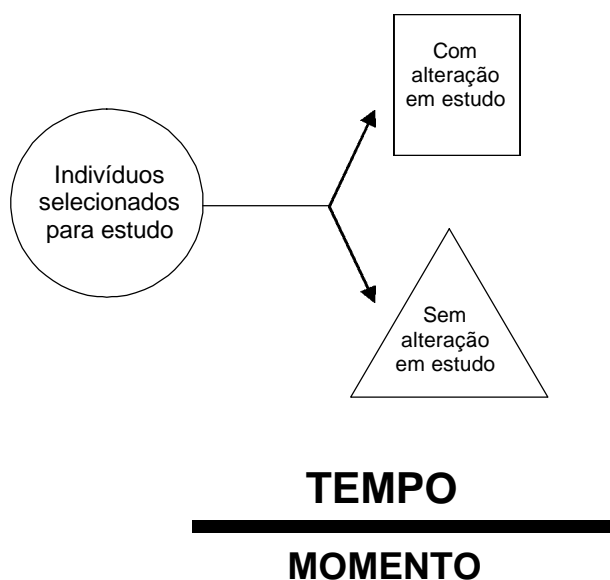 Com
alteração
em estudo
Indivíduos
selecionados
para estudo
Sem
alteração
em estudo
TEMPO
MOMENTO